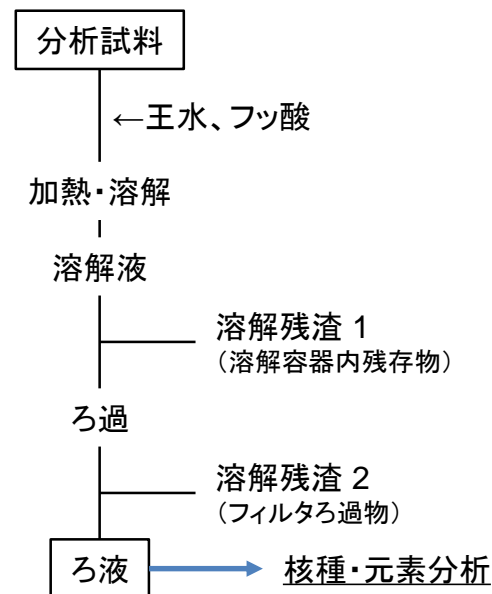 分析試料
←王水、フッ酸
加熱・溶解
溶解液
溶解残渣 1
(溶解容器内残存物)
ろ過
溶解残渣 2
(フィルタろ過物)
ろ液
核種・元素分析